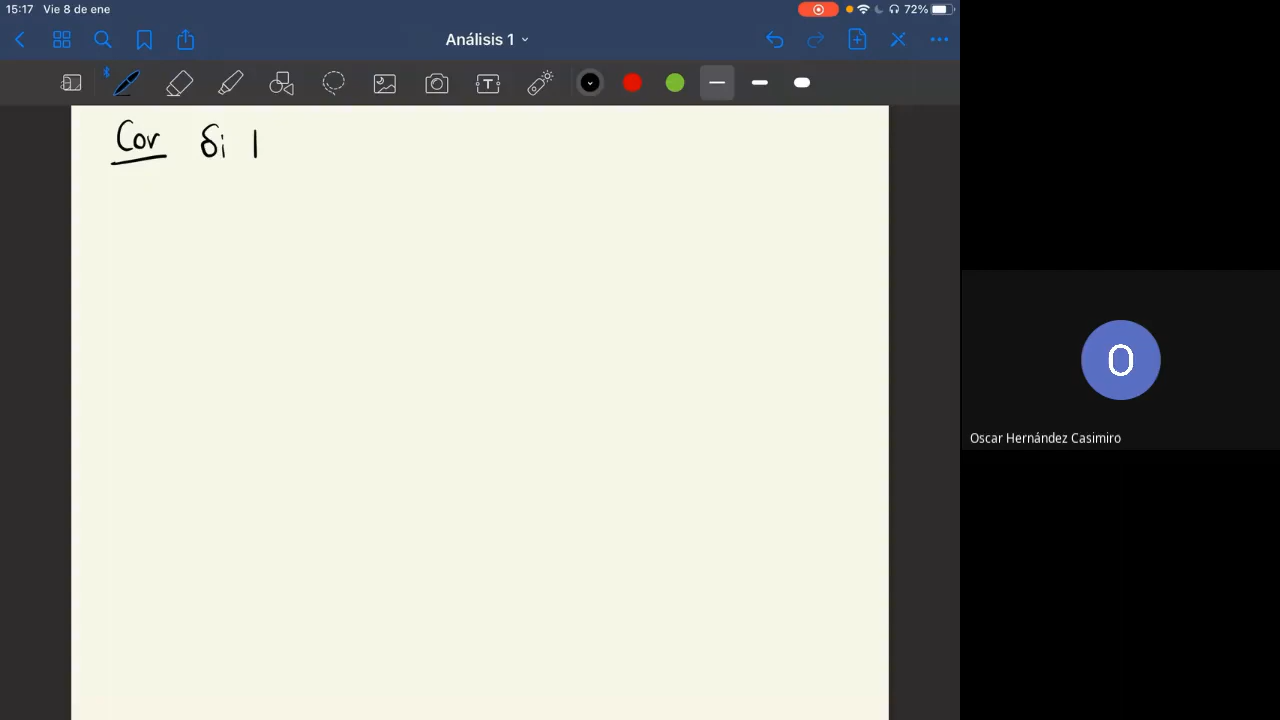 15:17 Vie 8 de ene 72%
Análisis 1
T
Cor Si
O
Oscar Hernández Casimiro